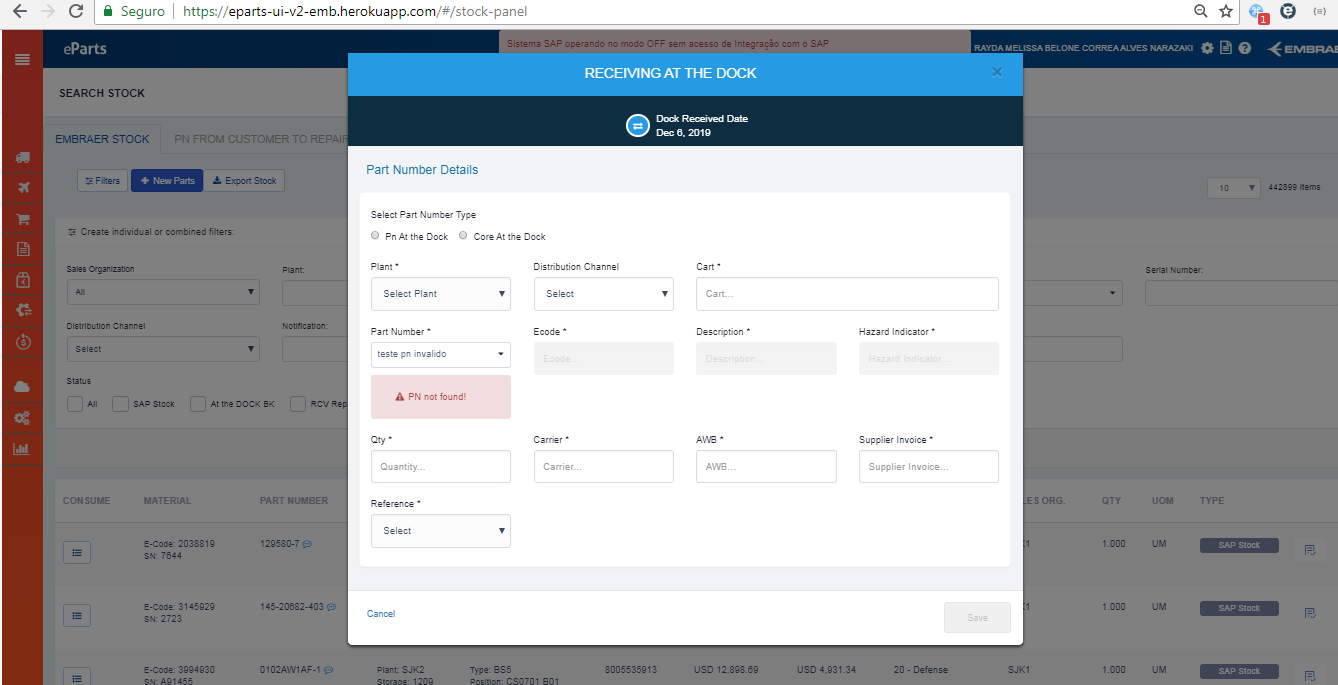 Seguro
https://eparts-ui-v2-emb.herokuapp.com/#/stock-panel
1
eParts
Sistema SAP operando no modo OFF sem acesso de Integração com o SAP
RAYDA MELISSA BELONE CORREA ALVES NARAZAKI
EMBRAE
SEARCH STOCK
EMBRAER STOCK
PN FROM CUSTOMER TO REPAIR
Filters
New Parts
Export Stock
10
442899 Items
Create individual or combined filters:
Sales Organization
Plant:
Serial Number:
All
Distribution Channel
Notification:
Select
Status
All
SAP Stock
At the DOCK BK
RCV Rep
RECEIVING AT THE DOCK
×
Dock Received Date
Dec 6, 2019
Part Number Details
Select Part Number Type
Pn At the Dock
Core At the Dock
Plant *
Distribution Channel
Cart *
Select Plant
Select
Cart...
Part Number *
Ecode *
Description *
Hazard Indicator *
teste pn invalido
Ecode...
Description...
Hazard Indicator...
PN not found!
Qty *
Carrier *
AWB *
Supplier Invoice *
Quantity...
Carrier...
AWB...
Supplier Invoice...
Reference *
Select
Cancel
Save
CONSUME
MATERIAL
PART NUMBER
LES ORG.
QTY
UOM
TYPE
E-Code: 2038819
SN: 7644
129580-7
K1
1.000
UM
SAP Stock
E-Code: 3145929
SN: 2723
145-20682-403
K1
1.000
UM
SAP Stock
E-Code: 3994930
SN: A91455
0102AW1AF-1
Plant: SJK2
Storage: 1209
Type: BS5
Position: CS0701 B01
8005535913
USD 12,898.69
USD 4,931.34
20 - Defense
SJK1
1.000
UM
SAP Stock